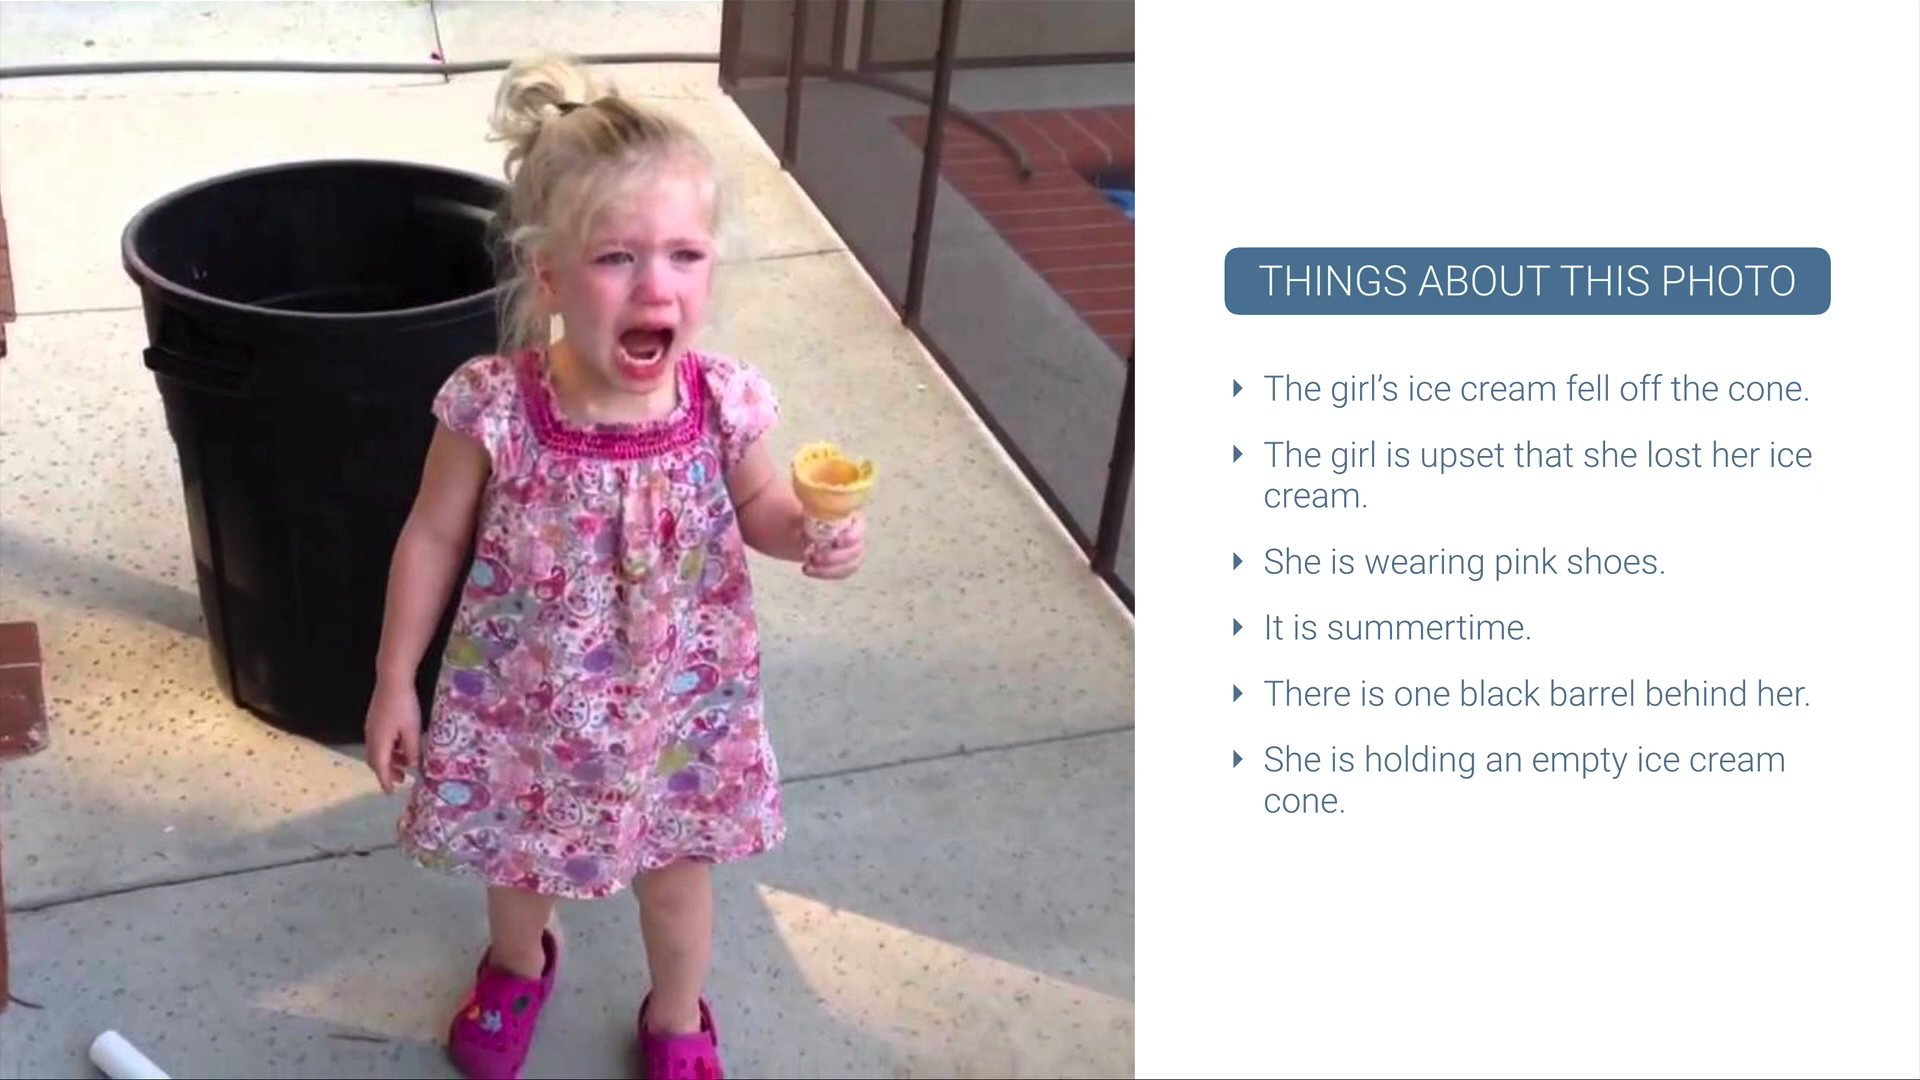 THINGS ABOUT THIS PHOTO
The girl’s ice cream fell off the cone.
The girl is upset that she lost her ice
cream.
She is wearing pink shoes.
It is summertime.
There is one black barrel behind her.
She is holding an empty ice cream
cone.